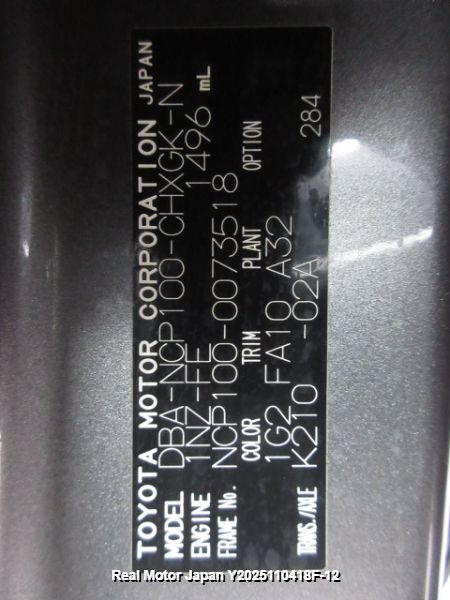 TOYOTA MOTOR CORPORATION JAPAN
MODEL DBA-NCP100-CHXGK-N
ENGINE 1NZ-FE 1496 mL
FRAME No. NCP100-0073518
COLOR TRIM PLANT OPTION
1G2 FA10 A32
TRANS./AXLE K210 -02A 284
Real Motor Japan Y2025110418F-12